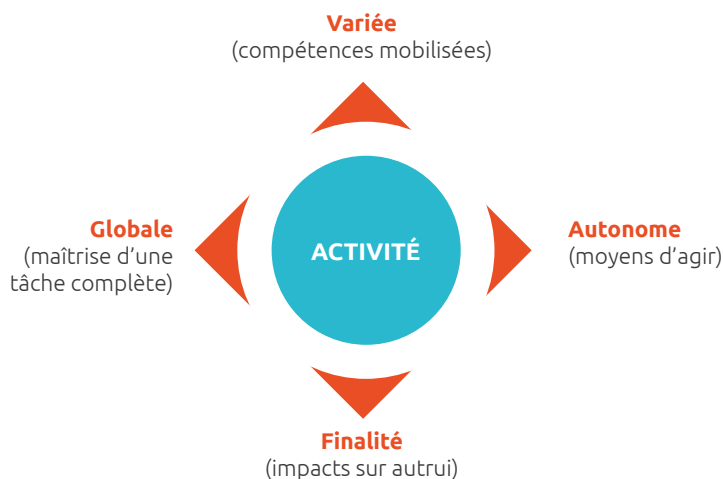 Variée
(compétences mobilisées)
Globale
(maîtrise d'une
tâche complète)
ACTIVITÉ
Autonome
(moyens d'agir)
Finalité
(impacts sur autrui)